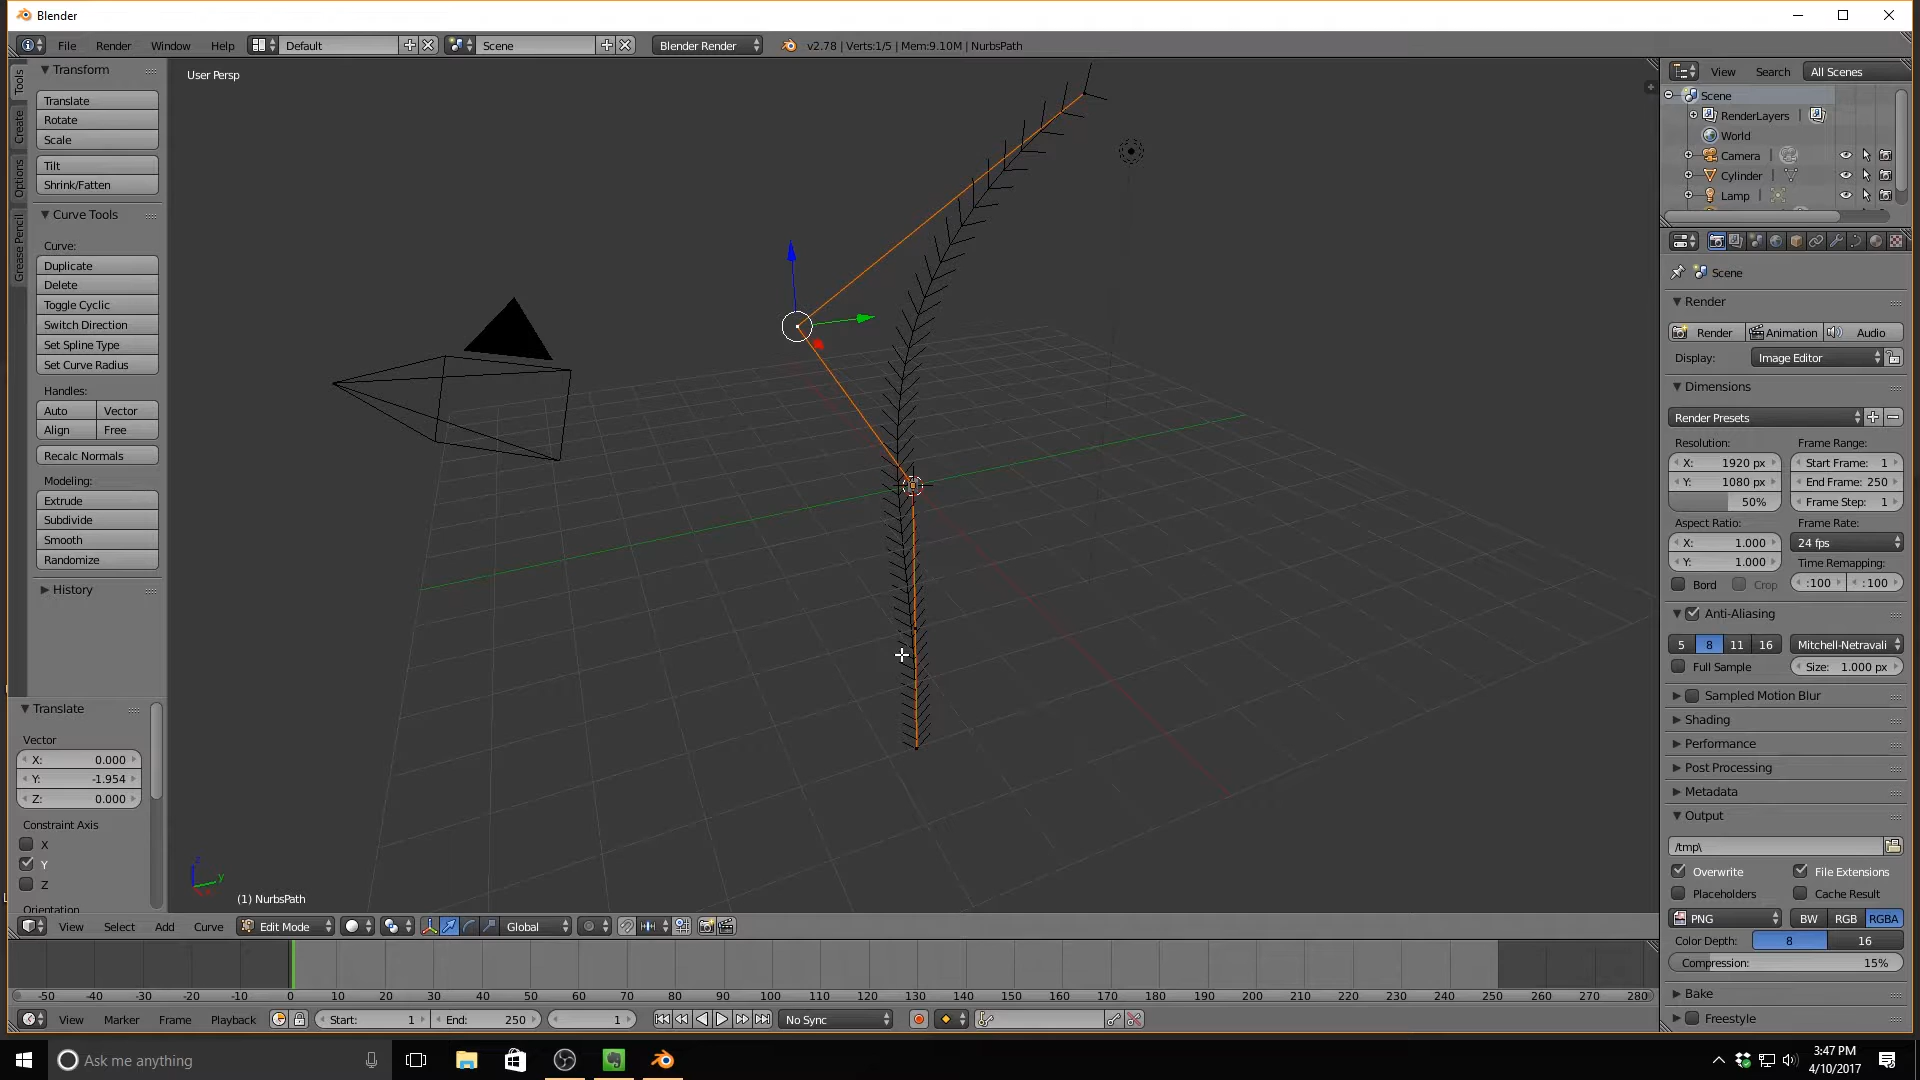 Blender
File Render Window Help Default Scene Blender Render v2.78 | Verts:1/5 | Mem:9.10M | NurbsPath
Tools
Create
Options
Grease Pencil
Transform
Translate
Rotate
Scale
Tilt
Shrink/Fatten
Curve Tools
Curve:
Duplicate
Delete
Toggle Cyclic
Switch Direction
Set Spline Type
Set Curve Radius
Handles:
Auto Vector
Align Free
Recalc Normals
Modeling:
Extrude
Subdivide
Smooth
Randomize
History
Translate
Vector
X: 0.000
Y: -1.954
Z: 0.000
Constraint Axis
X
Y
Z
Orientation
User Persp
z
y
(1) NurbsPath
View Select Add Curve Edit Mode Global
-50 -40 -30 -20 -10 0 10 20 30 40 50 60 70 80 90 100 110 120 130 140 150 160 170 180 190 200 210 220 230 240 250 260 270 280
View Marker Frame Playback Start: 1 End: 250 1 No Sync
View Search All Scenes
Scene
RenderLayers
World
Camera
Cylinder
Lamp
Scene
Render
Render Animation Audio
Display: Image Editor
Dimensions
Render Presets
Resolution: Frame Range:
X: 1920 px Start Frame: 1
Y: 1080 px End Frame: 250
50% Frame Step: 1
Aspect Ratio: Frame Rate:
X: 1.000 24 fps
Y: 1.000 Time Remapping:
Bord Crop :100 :100
Anti-Aliasing
5 8 11 16 Mitchell-Netravali
Full Sample Size: 1.000 px
Sampled Motion Blur
Shading
Performance
Post Processing
Metadata
Output
/tmp\
Overwrite File Extensions
Placeholders Cache Result
PNG BW RGB RGBA
Color Depth: 8 16
Compression: 15%
Bake
Freestyle
Ask me anything
3:47 PM
4/10/2017